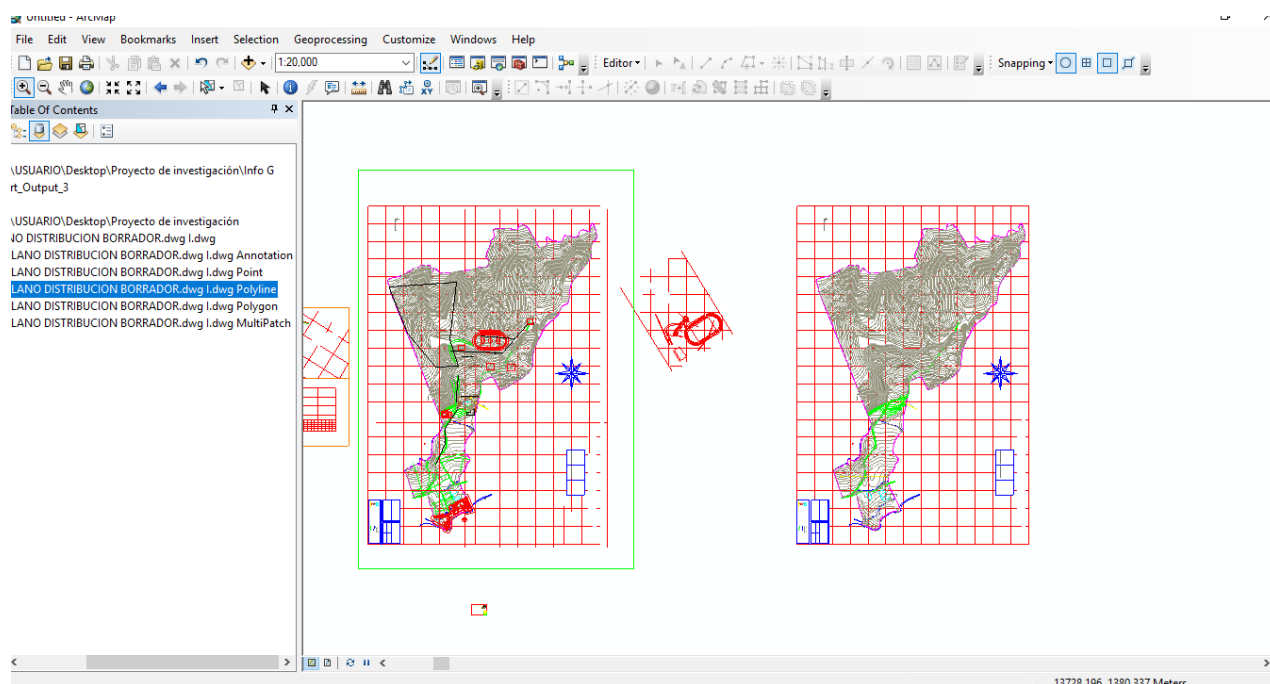 Untitled - ArcMap
File Edit View Bookmarks Insert Selection Geoprocessing Customize Windows Help
1:20,000
Editor
Snapping
Table Of Contents
\USUARIO\Desktop\Proyecto de investigación\Info G
rt_Output_3
\USUARIO\Desktop\Proyecto de investigación
NO DISTRIBUCION BORRADOR.dwg I.dwg
LANO DISTRIBUCION BORRADOR.dwg I.dwg Annotation
LANO DISTRIBUCION BORRADOR.dwg I.dwg Point
LANO DISTRIBUCION BORRADOR.dwg I.dwg Polyline
LANO DISTRIBUCION BORRADOR.dwg I.dwg Polygon
LANO DISTRIBUCION BORRADOR.dwg I.dwg MultiPatch
13728.196 1380.337 Meters